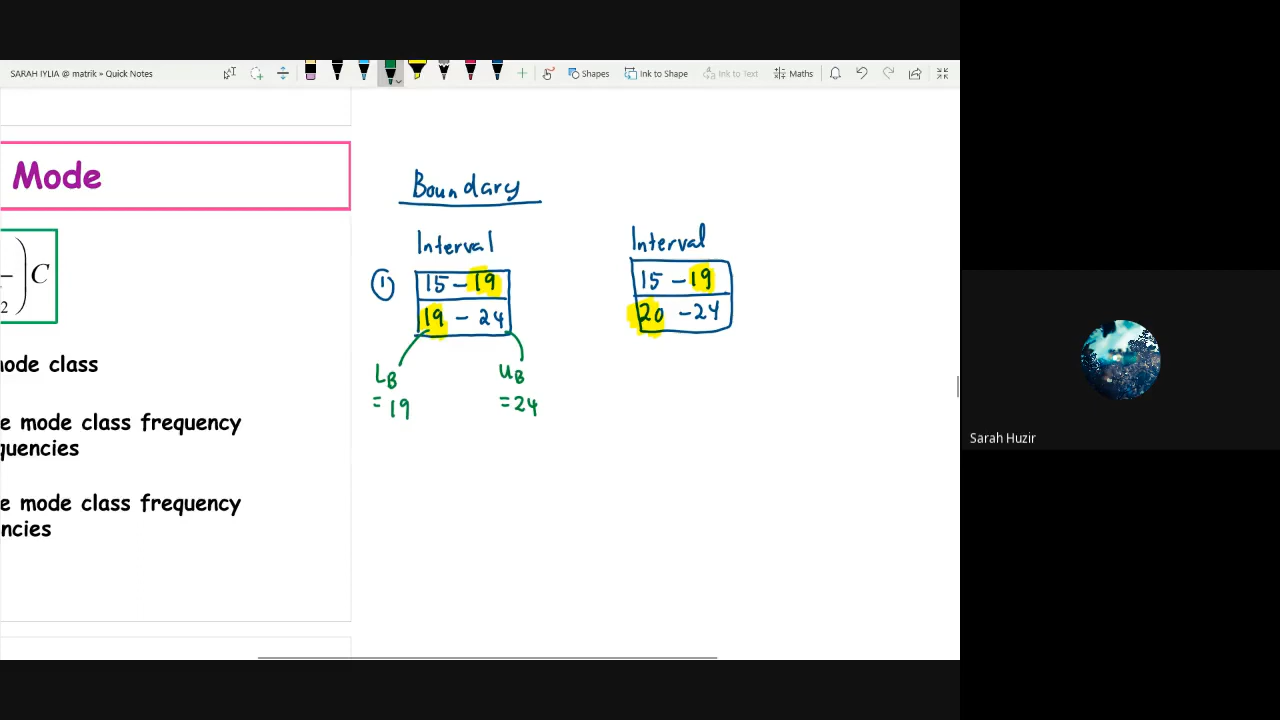 SARAH IYLIA @ matrik » Quick Notes
Shapes
Ink to Shape
Ink to Text
Maths
Mode
C
2
node class
e mode class frequency
quencies
e mode class frequency
ncies
Boundary
Interval
① 15 – 19
19 – 24
LB
= 19
UB
= 24
Interval
15 – 19
20 – 24
Sarah Huzir